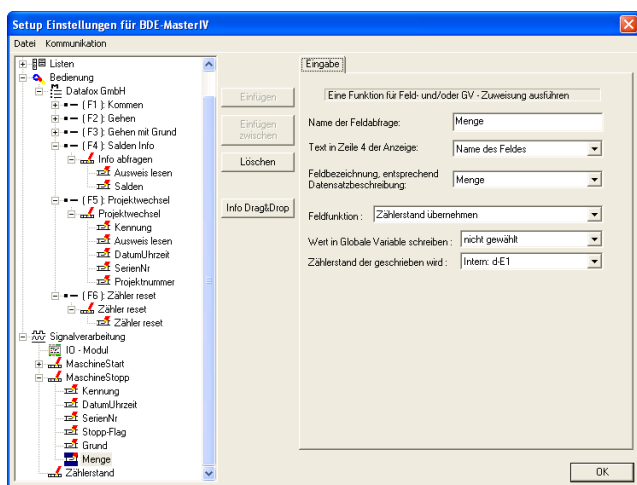 Setup Einstellungen für BDE-MasterIV
Datei Kommunikation
Listen
Bedienung
Datafox GmbH
( F1 ): Kommen
( F2 ): Gehen
( F3 ): Gehen mit Grund
( F4 ): Salden Info
Info abfragen
Ausweis lesen
Salden
( F5 ): Projektwechsel
Projektwechsel
Kennung
Ausweis lesen
DatumUhrzeit
SerienNr
Projektnummer
( F6 ): Zähler reset
Zähler reset
Zähler reset
Signalverarbeitung
IO - Modul
MaschineStart
MaschineStopp
Kennung
DatumUhrzeit
SerienNr
Stopp-Flag
Grund
Menge
Zählerstand
Einfügen
Einfügen
zwischen
Löschen
Info Drag&Drop
Eingabe
Eine Funktion für Feld- und/oder GV - Zuweisung ausführen
Name der Feldabfrage: Menge
Text in Zeile 4 der Anzeige: Name des Feldes
Feldbezeichnung, entsprechend
Datensatzbeschreibung: Menge
Feldfunktion : Zählerstand übernehmen
Wert in Globale Variable schreiben : nicht gewählt
Zählerstand der geschrieben wird : Intern: d-E1
OK